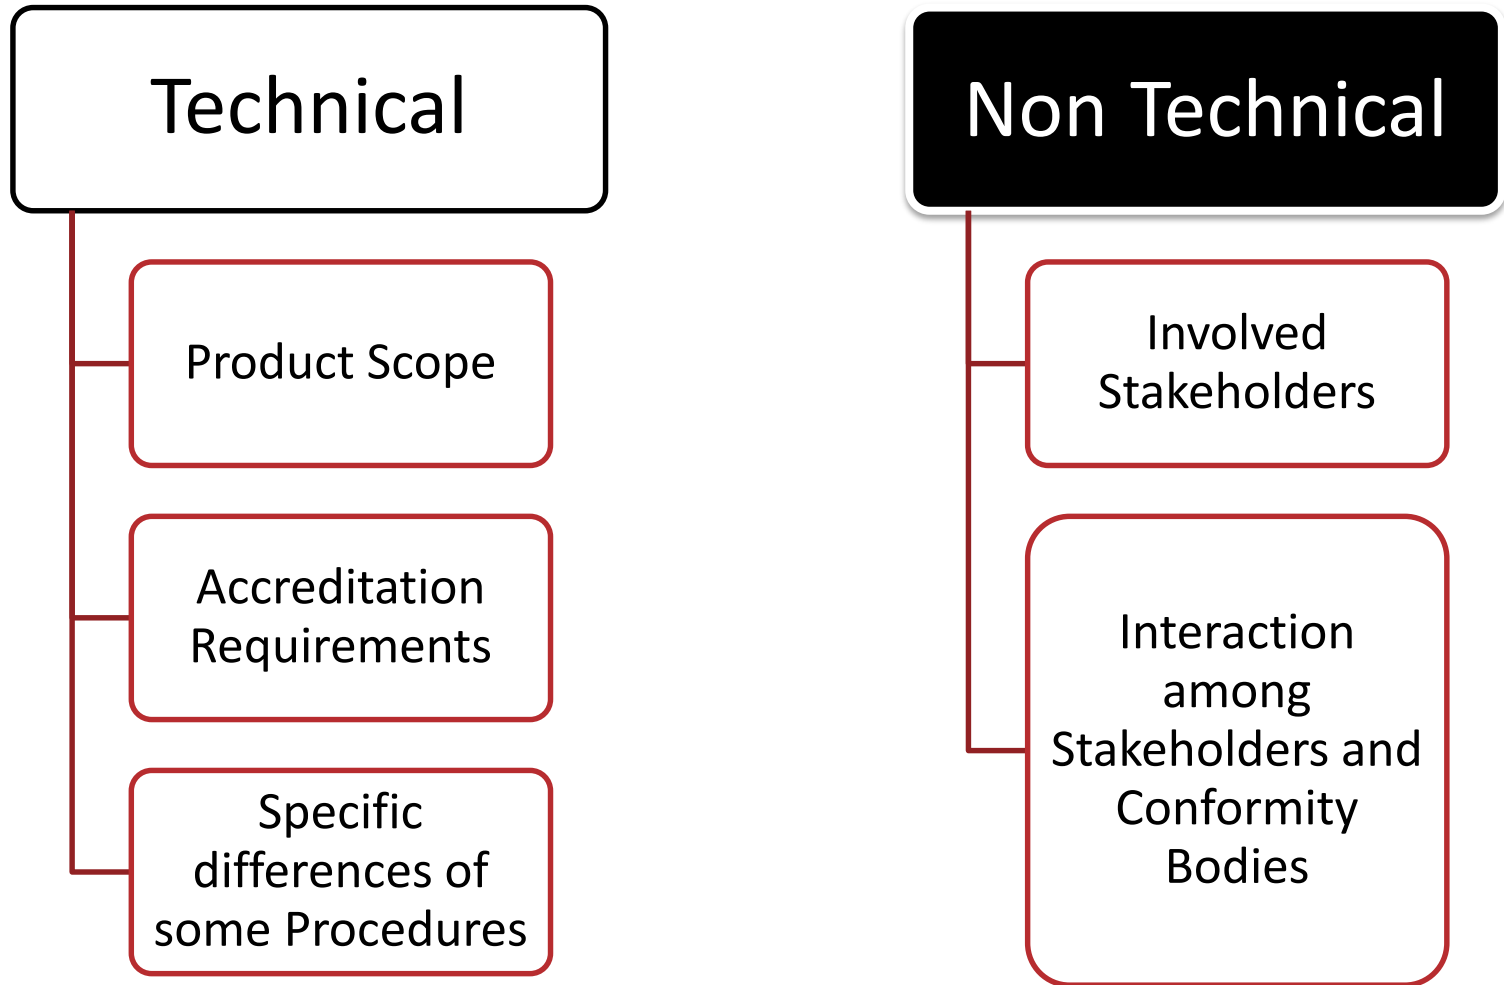 Technical
Product Scope
Accreditation
Requirements
Specific
differences of
some Procedures
Non Technical
Involved
Stakeholders
Interaction
among
Stakeholders and
Conformity
Bodies